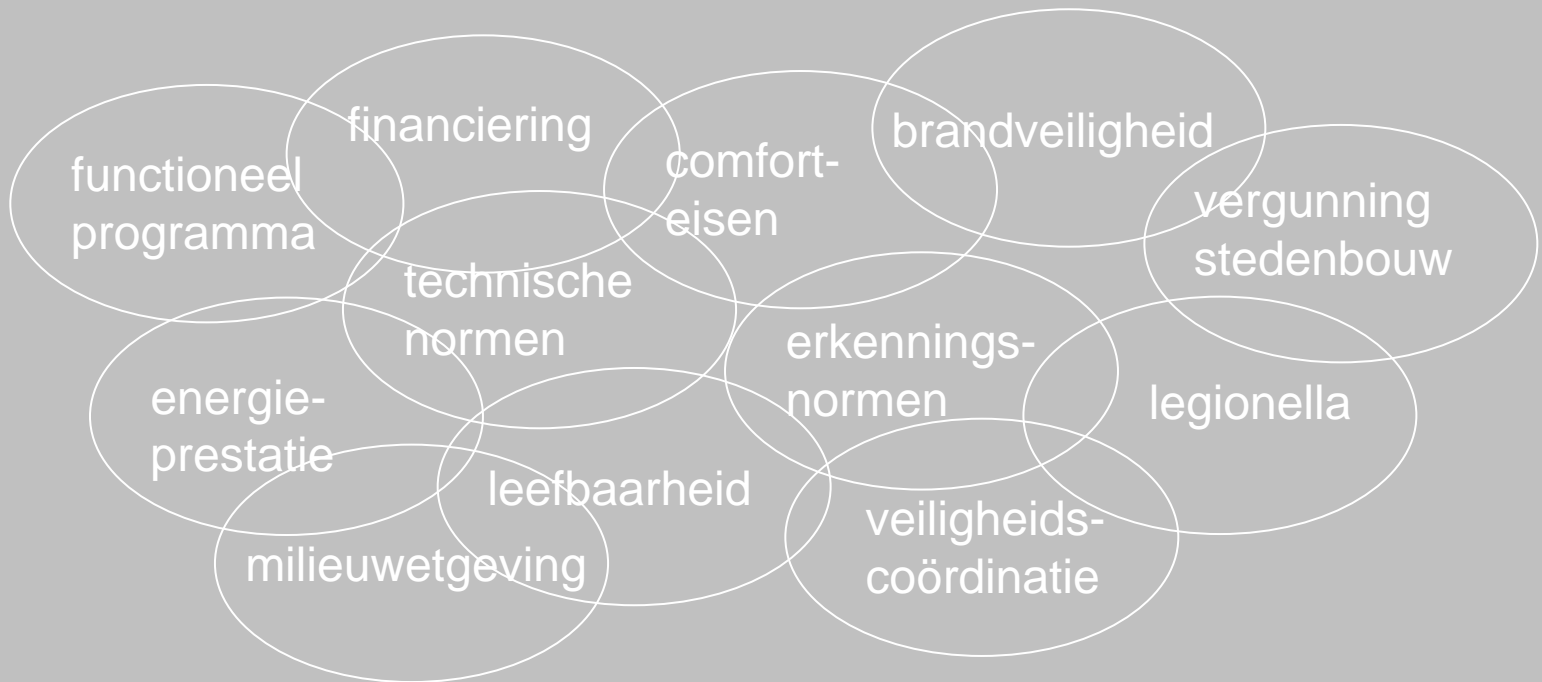 functioneel
programma
financiering
comfort-
eisen
brandveiligheid
vergunning
stedenbouw
technische
normen
erkennings-
normen
legionella
energie-
prestatie
leefbaarheid
veiligheids-
coördinatie
milieuwetgeving